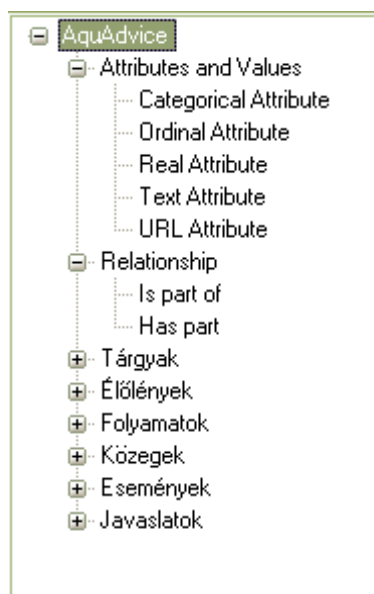 AquAdvice
Attributes and Values
Categorical Attribute
Ordinal Attribute
Real Attribute
Text Attribute
URL Attribute
Relationship
Is part of
Has part
Tárgyak
Élőlények
Folyamatok
Közegek
Események
Javaslatok